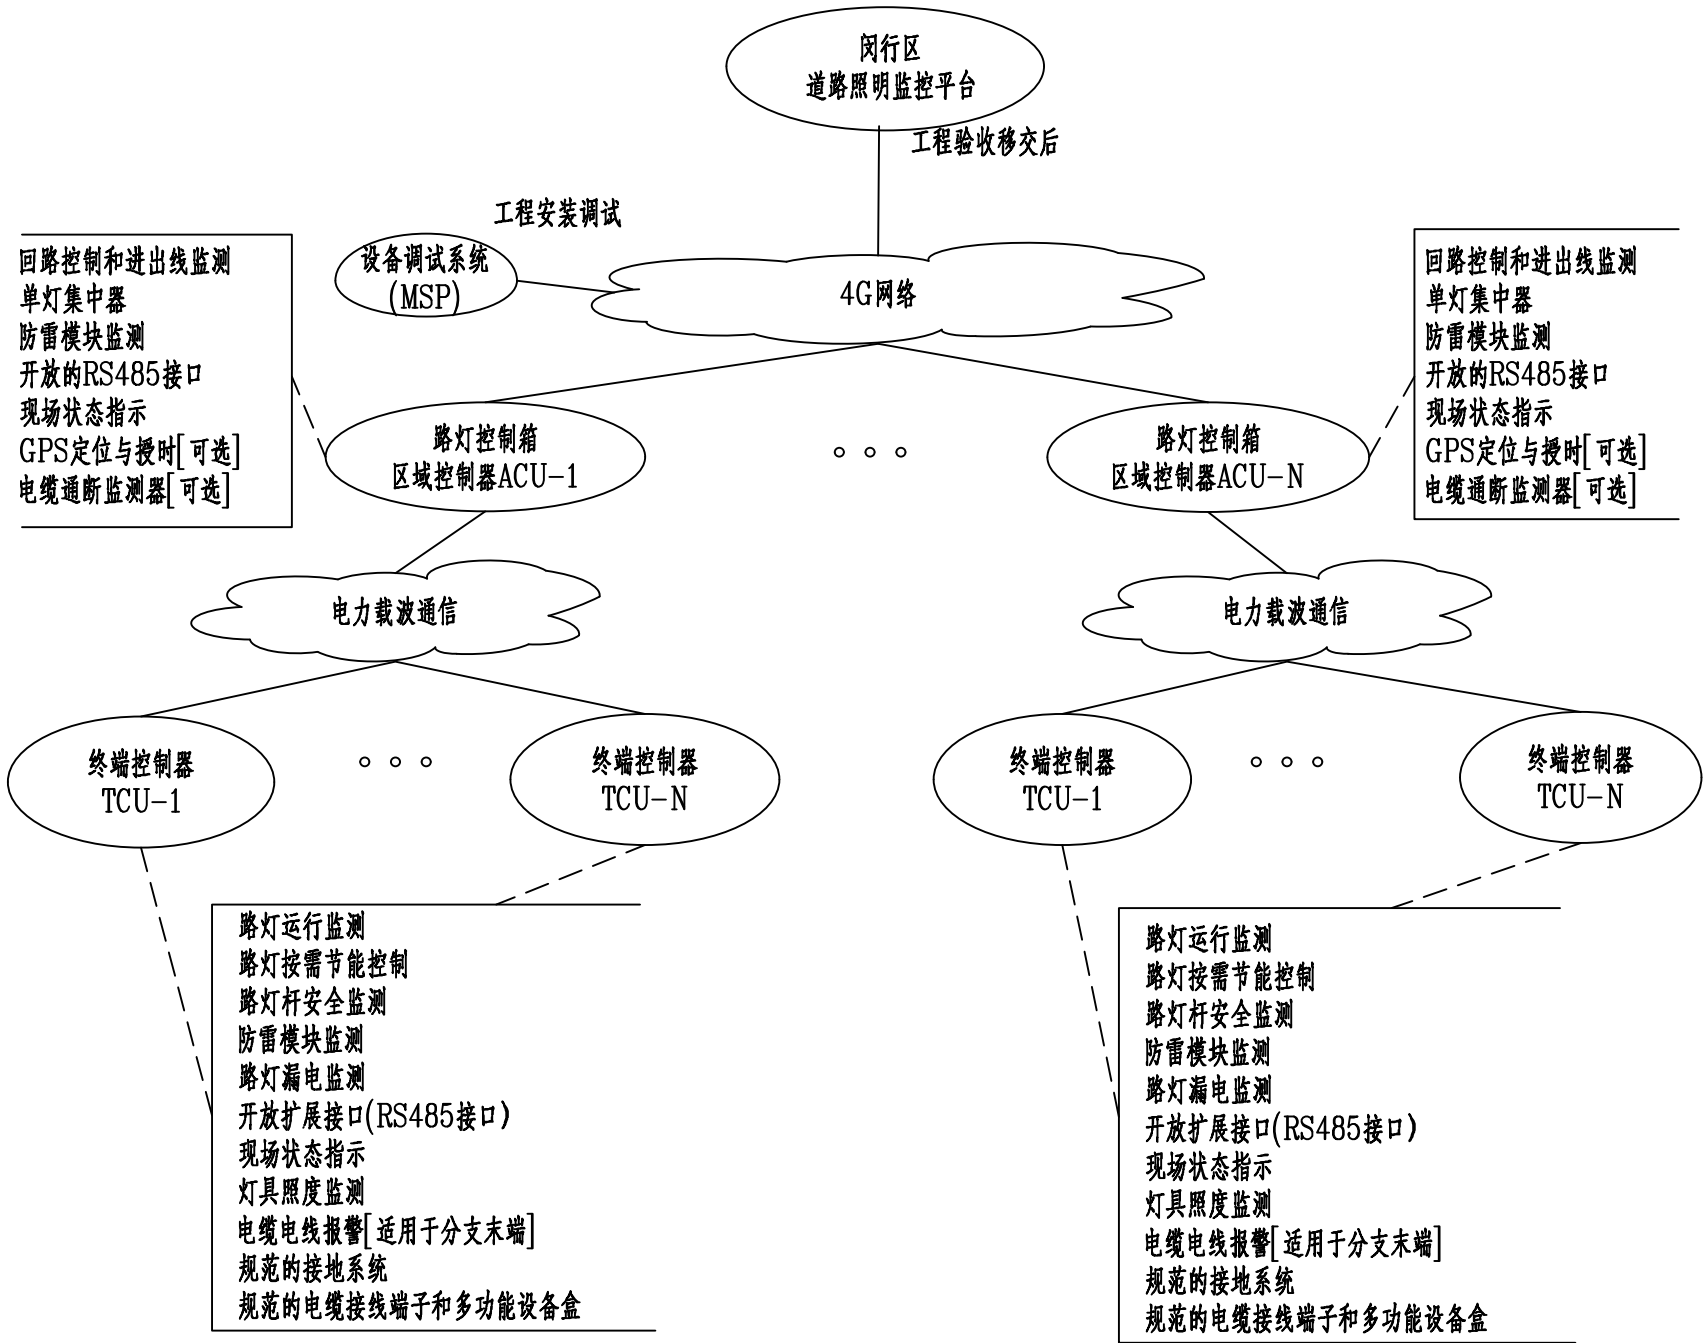 闵行区
道路照明监控平台
工程验收移交后
工程安装调试
设备调试系统
(MSP)
4G网络
回路控制和进出线监测
单灯集中器
防雷模块监测
开放的RS485接口
现场状态指示
GPS定位与授时[可选]
电缆通断监测器[可选]
回路控制和进出线监测
单灯集中器
防雷模块监测
开放的RS485接口
现场状态指示
GPS定位与授时[可选]
电缆通断监测器[可选]
路灯控制箱
区域控制器ACU-1
路灯控制箱
区域控制器ACU-N
电力载波通信
电力载波通信
终端控制器
TCU-1
终端控制器
TCU-N
终端控制器
TCU-1
终端控制器
TCU-N
路灯运行监测
路灯按需节能控制
路灯杆安全监测
防雷模块监测
路灯漏电监测
开放扩展接口(RS485接口)
现场状态指示
灯具照度监测
电缆电线报警[适用于分支末端]
规范的接地系统
规范的电缆接线端子和多功能设备盒
路灯运行监测
路灯按需节能控制
路灯杆安全监测
防雷模块监测
路灯漏电监测
开放扩展接口(RS485接口)
现场状态指示
灯具照度监测
电缆电线报警[适用于分支末端]
规范的接地系统
规范的电缆接线端子和多功能设备盒